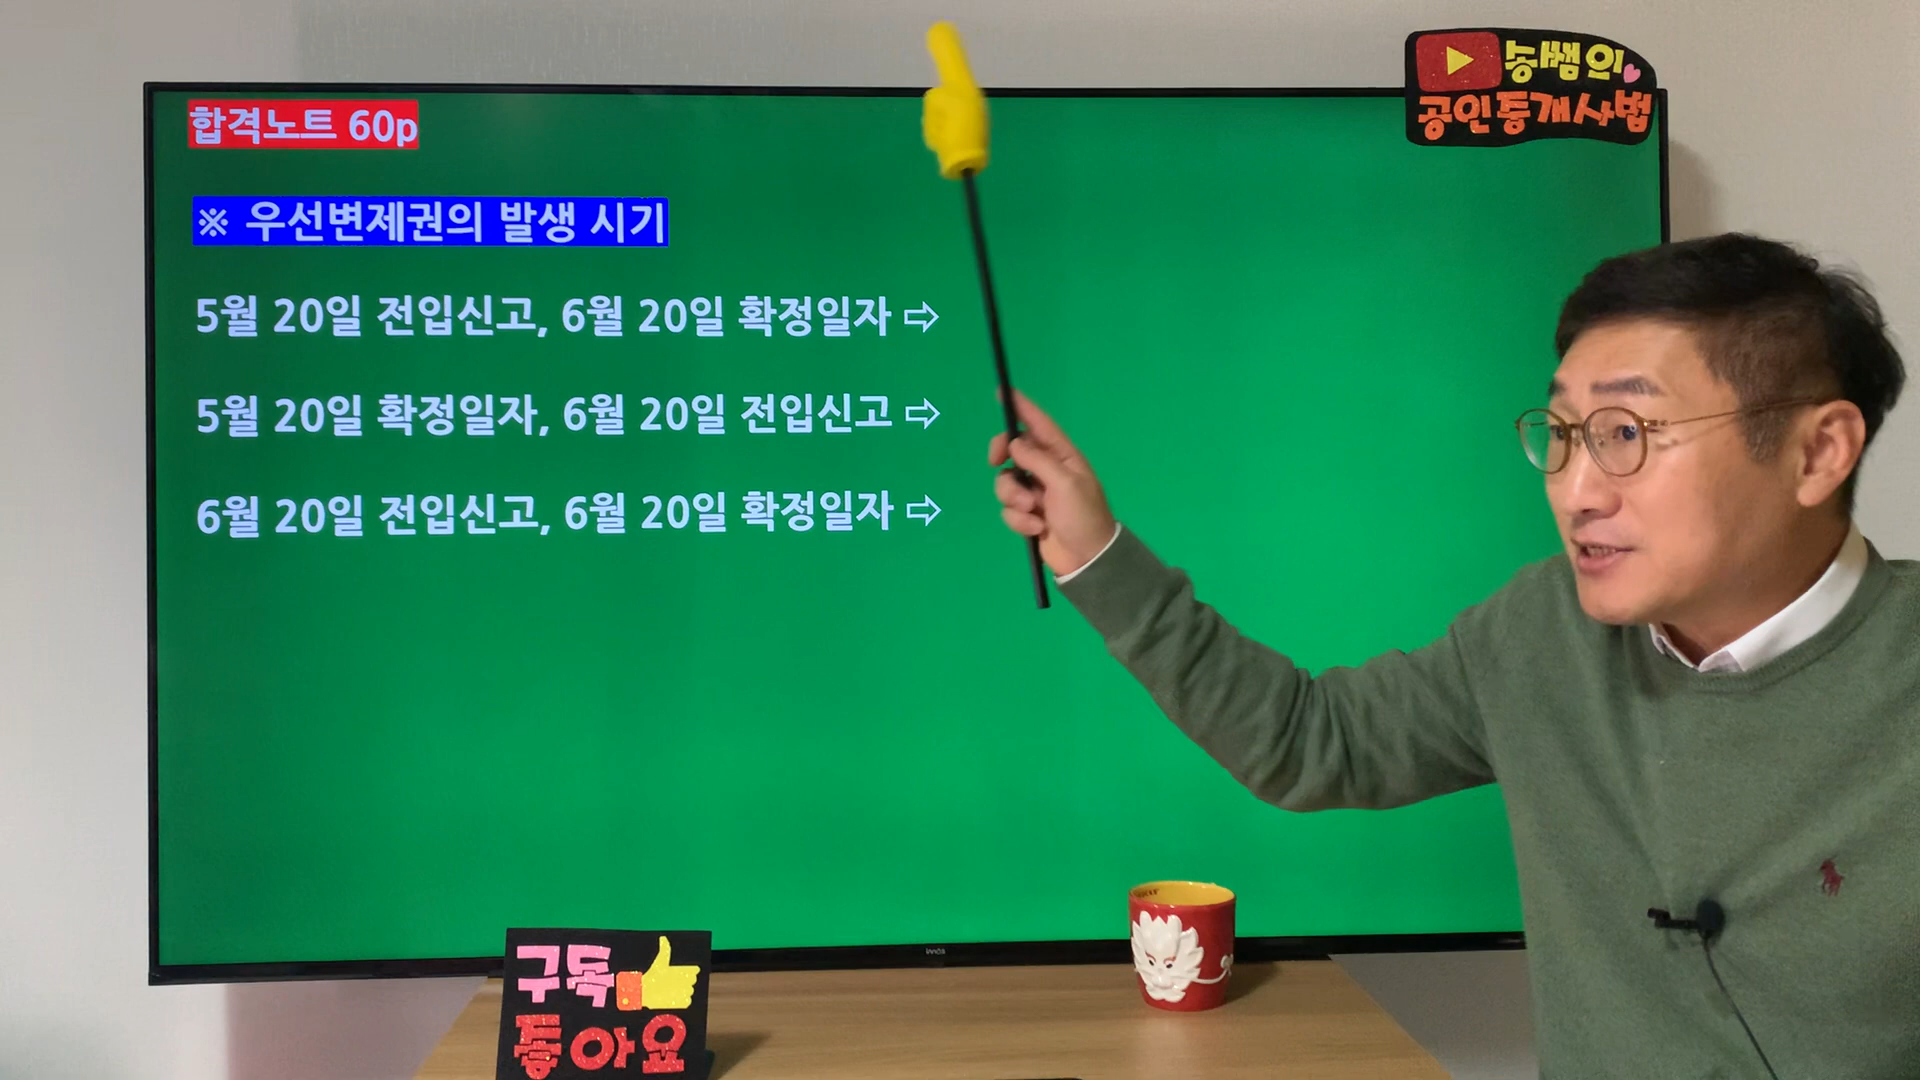 합격노트 60p
송쌤의
공인중개사법
※ 우선변제권의 발생 시기
5월 20일 전입신고, 6월 20일 확정일자 ⇨
5월 20일 확정일자, 6월 20일 전입신고 ⇨
6월 20일 전입신고, 6월 20일 확정일자 ⇨
innos
구독
좋아요